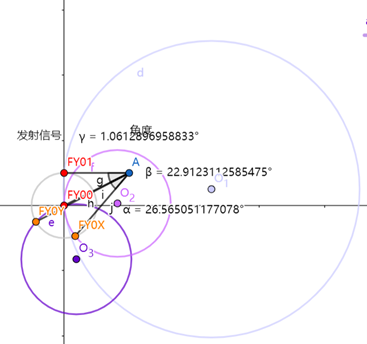 d
发射信号
角度
γ = 1.0612896958833°
FY01
f
A
β = 22.9123112585475°
g
O1
FY00
i
O2
h
j
α = 26.565051177078°
FY0Y
e
FY0X
O3